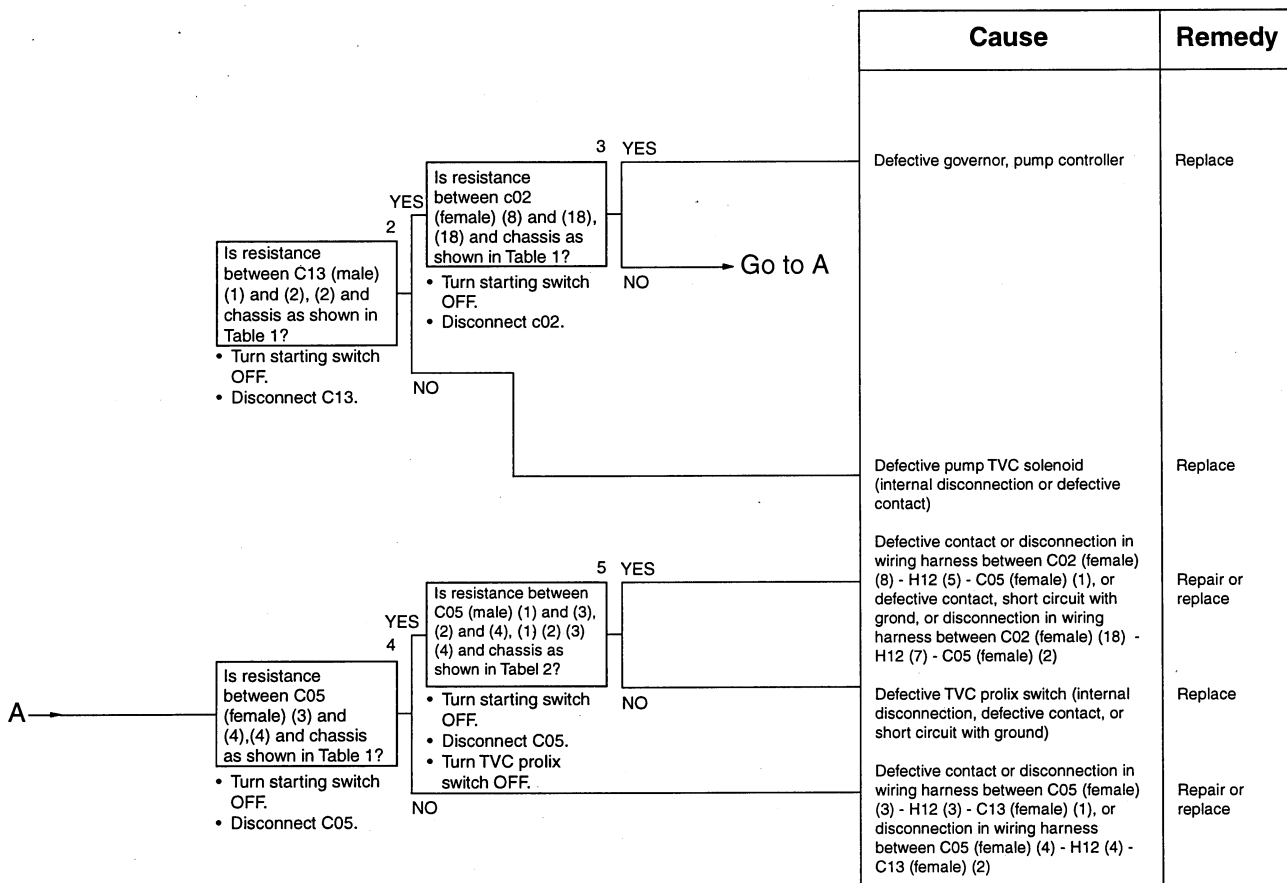 Cause
Remedy
3 YES
Is resistance
between c02
(female) (8) and (18),
(18) and chassis as
shown in Table 1?
• Turn starting switch
OFF.
• Disconnect c02.
NO
Go to A
Defective governor, pump controller
Replace
YES
2
Is resistance
between C13 (male)
(1) and (2), (2) and
chassis as shown in
Table 1?
• Turn starting switch
OFF.
• Disconnect C13.
NO
Defective pump TVC solenoid
(internal disconnection or defective
contact)
Replace
5 YES
Is resistance between
C05 (male) (1) and (3),
(2) and (4), (1) (2) (3)
(4) and chassis as
shown in Tabel 2?
• Turn starting switch
OFF.
• Disconnect C05.
• Turn TVC prolix
switch OFF.
NO
Defective contact or disconnection in
wiring harness between C02 (female)
(8) - H12 (5) - C05 (female) (1), or
defective contact, short circuit with
grond, or disconnection in wiring
harness between C02 (female) (18) -
H12 (7) - C05 (female) (2)
Repair or
replace
Defective TVC prolix switch (internal
disconnection, defective contact, or
short circuit with ground)
Replace
A
YES
4
Is resistance
between C05
(female) (3) and
(4),(4) and chassis
as shown in Table 1?
• Turn starting switch
OFF.
• Disconnect C05.
NO
Defective contact or disconnection in
wiring harness between C05 (female)
(3) - H12 (3) - C13 (female) (1), or
disconnection in wiring harness
between C05 (female) (4) - H12 (4) -
C13 (female) (2)
Repair or
replace